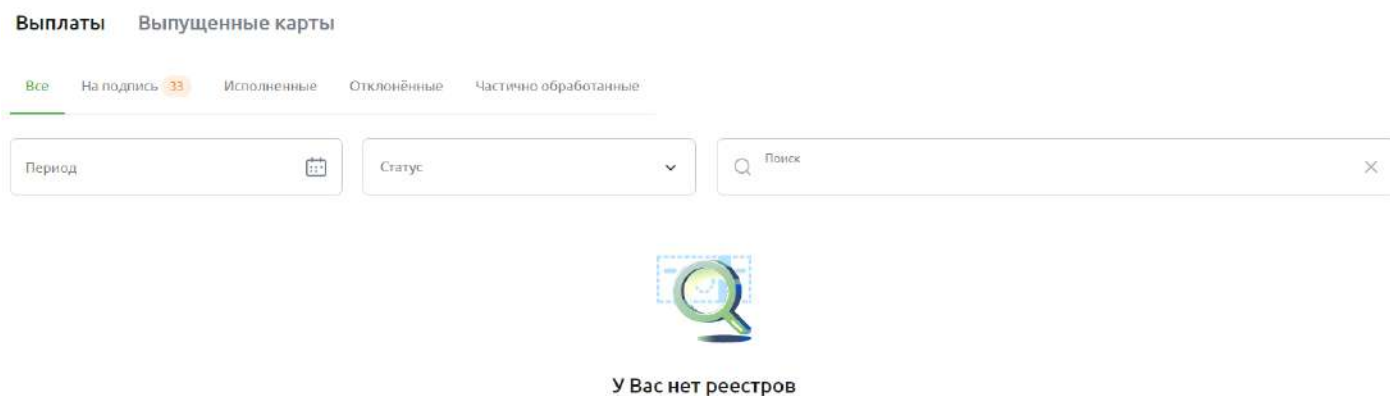 Выплаты Выпущенные карты
Все На подпись 33 Исполненные Отклонённые Частично обработанные
Период Статус Поиск
У Вас нет реестров